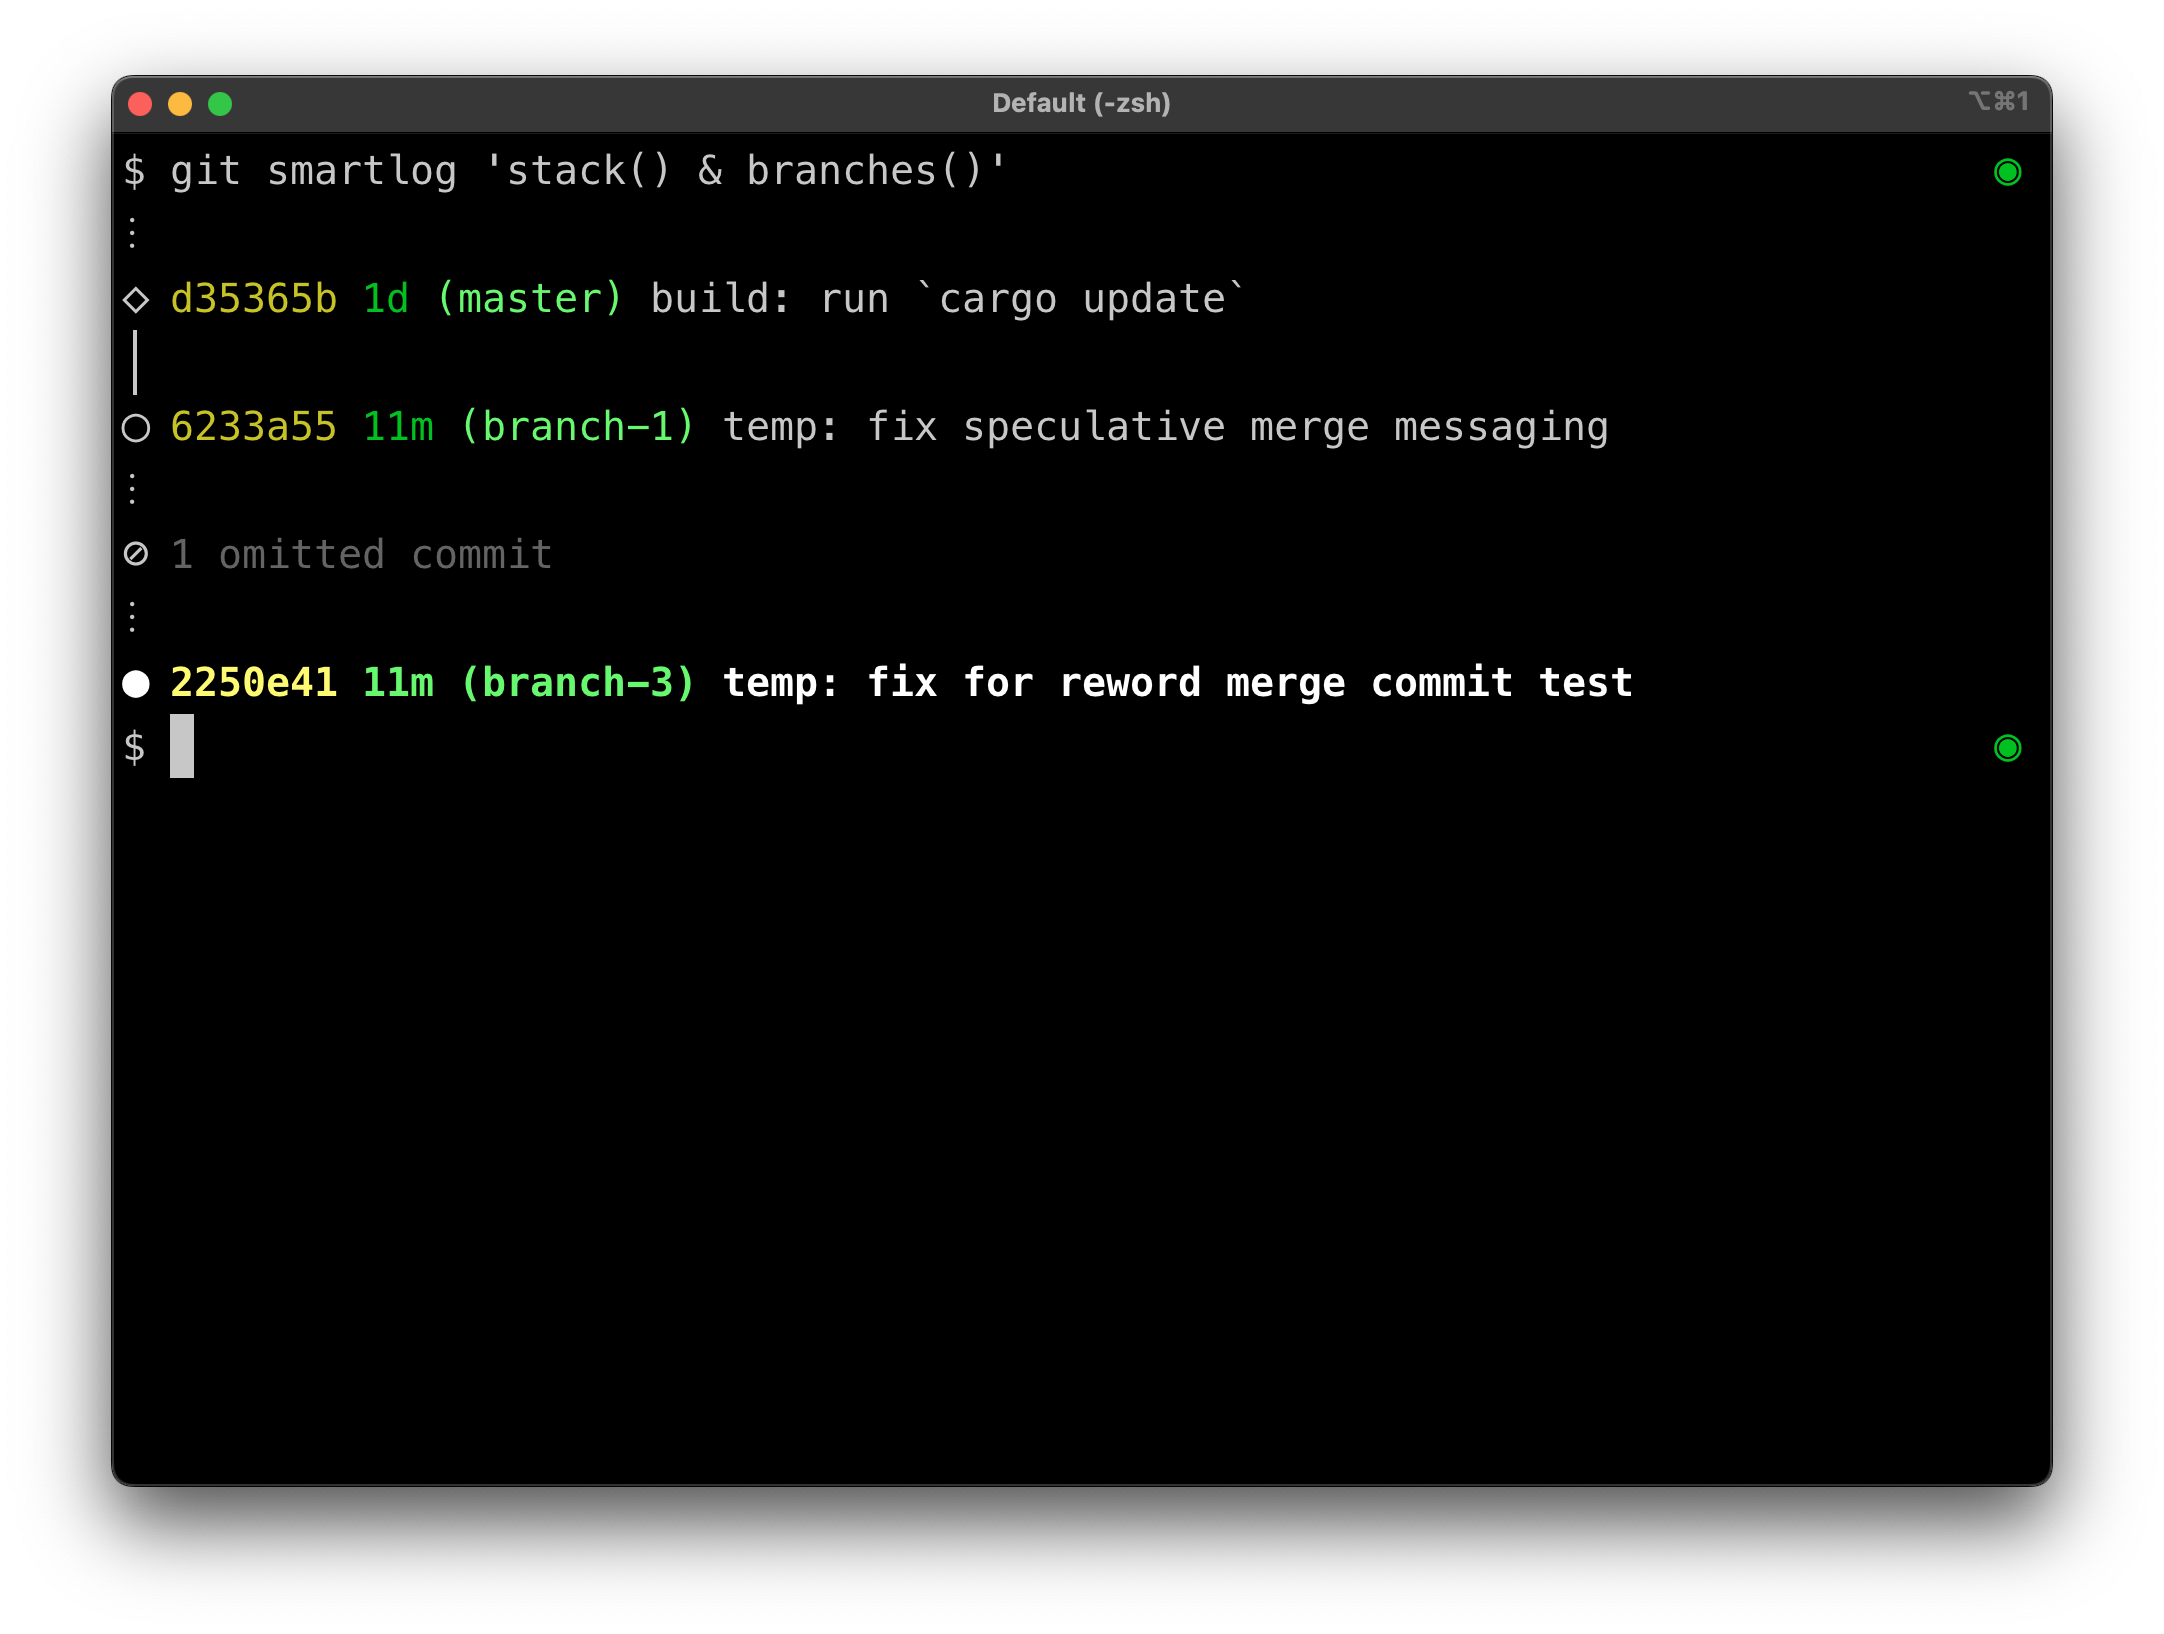 Default (-zsh)
⌥⌘1
$ git smartlog 'stack() & branches()' ◉
⋮
◇ d35365b 1d (master) build: run `cargo update`
┃
◯ 6233a55 11m (branch-1) temp: fix speculative merge messaging
⋮
⊘ 1 omitted commit
⋮
● 2250e41 11m (branch-3) temp: fix for reword merge commit test
$ ◉